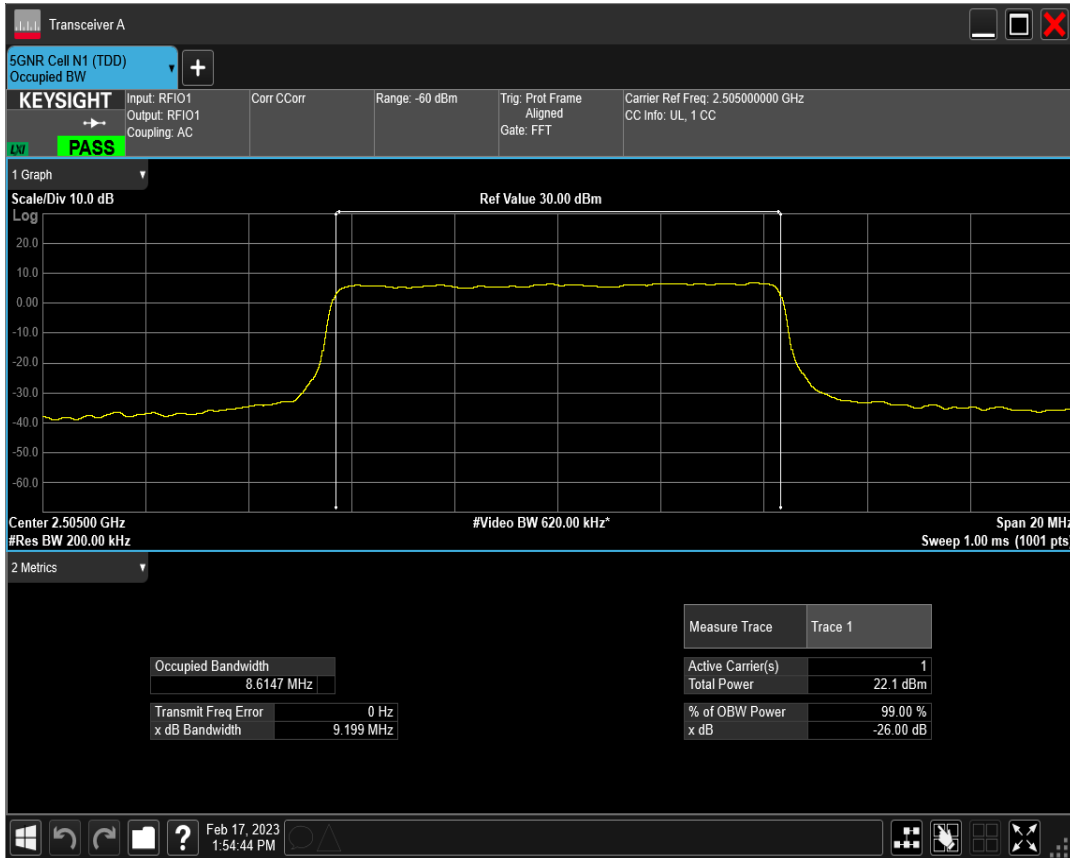 Transceiver A
5GNR Cell N1 (TDD)
Occupied BW
+
KEYSIGHT
LXI
PASS
Input: RFIO1
Output: RFIO1
Coupling: AC
Corr CCorr
Range: -60 dBm
Trig: Prot Frame
Aligned
Gate: FFT
Carrier Ref Freq: 2.505000000 GHz
CC Info: UL, 1 CC
1 Graph
Scale/Div 10.0 dB
Ref Value 30.00 dBm
Log
20.0
10.0
0.00
-10.0
-20.0
-30.0
-40.0
-50.0
-60.0
Center 2.50500 GHz
#Video BW 620.00 kHz*
Span 20 MHz
#Res BW 200.00 kHz
Sweep 1.00 ms (1001 pts)
2 Metrics
Measure Trace Trace 1
Occupied Bandwidth
8.6147 MHz
Active Carrier(s) 1
Total Power 22.1 dBm
Transmit Freq Error 0 Hz
x dB Bandwidth 9.199 MHz
% of OBW Power 99.00 %
x dB -26.00 dB
?
Feb 17, 2023
1:54:44 PM